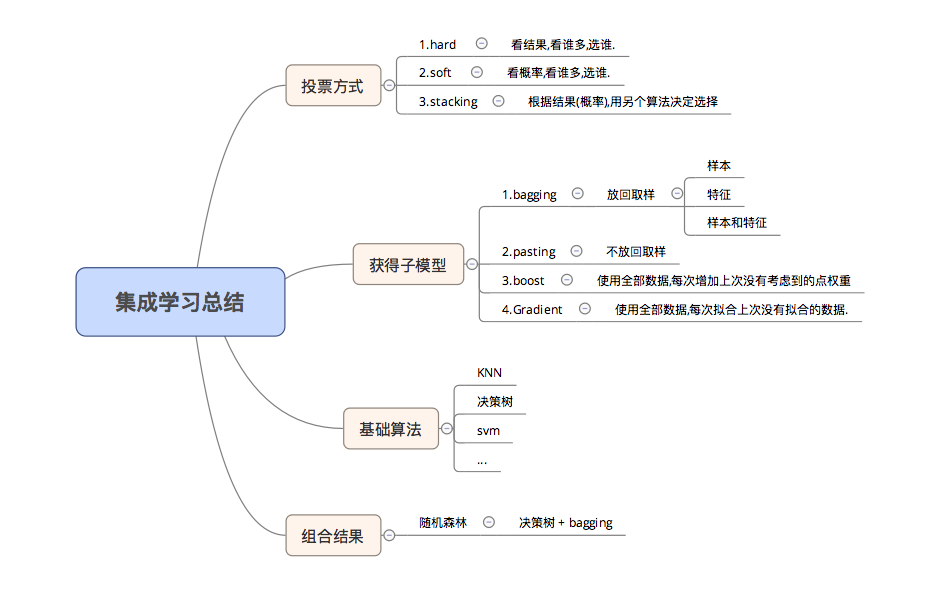 集成学习总结
投票方式
1.hard
看结果,看谁多,选谁.
2.soft
看概率,看谁多,选谁.
3.stacking
根据结果(概率),用另个算法决定选择
获得子模型
1.bagging
放回取样
样本
特征
样本和特征
2.pasting
不放回取样
3.boost
使用全部数据,每次增加上次没有考虑到的点权重
4.Gradient
使用全部数据,每次拟合上次没有拟合的数据.
基础算法
KNN
决策树
svm
...
组合结果
随机森林
决策树 + bagging